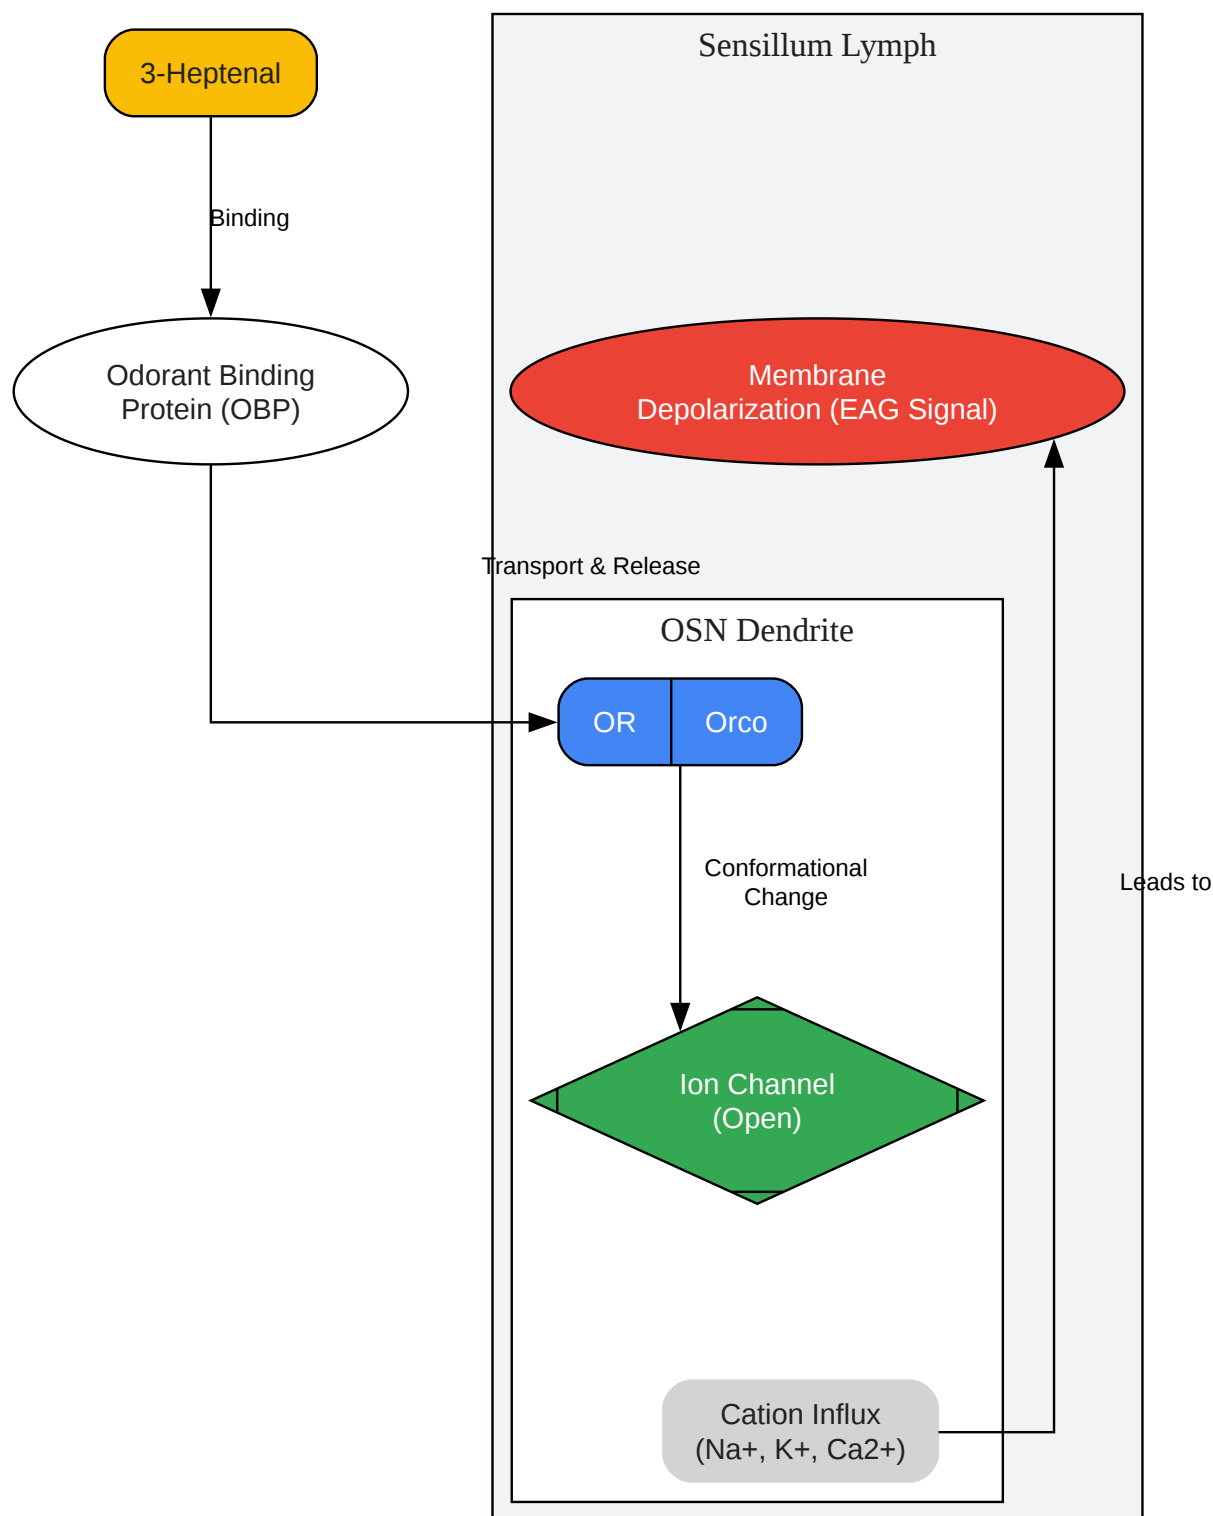 Sensillum Lymph
3-Heptenal
Binding
Odorant Binding
Protein (OBP)
Membrane
Depolarization (EAG Signal)
Transport & Release
OSN Dendrite
OR
Orco
Conformational
Change
Leads to
Ion Channel
(Open)
Cation Influx
(Na+, K+, Ca2+)